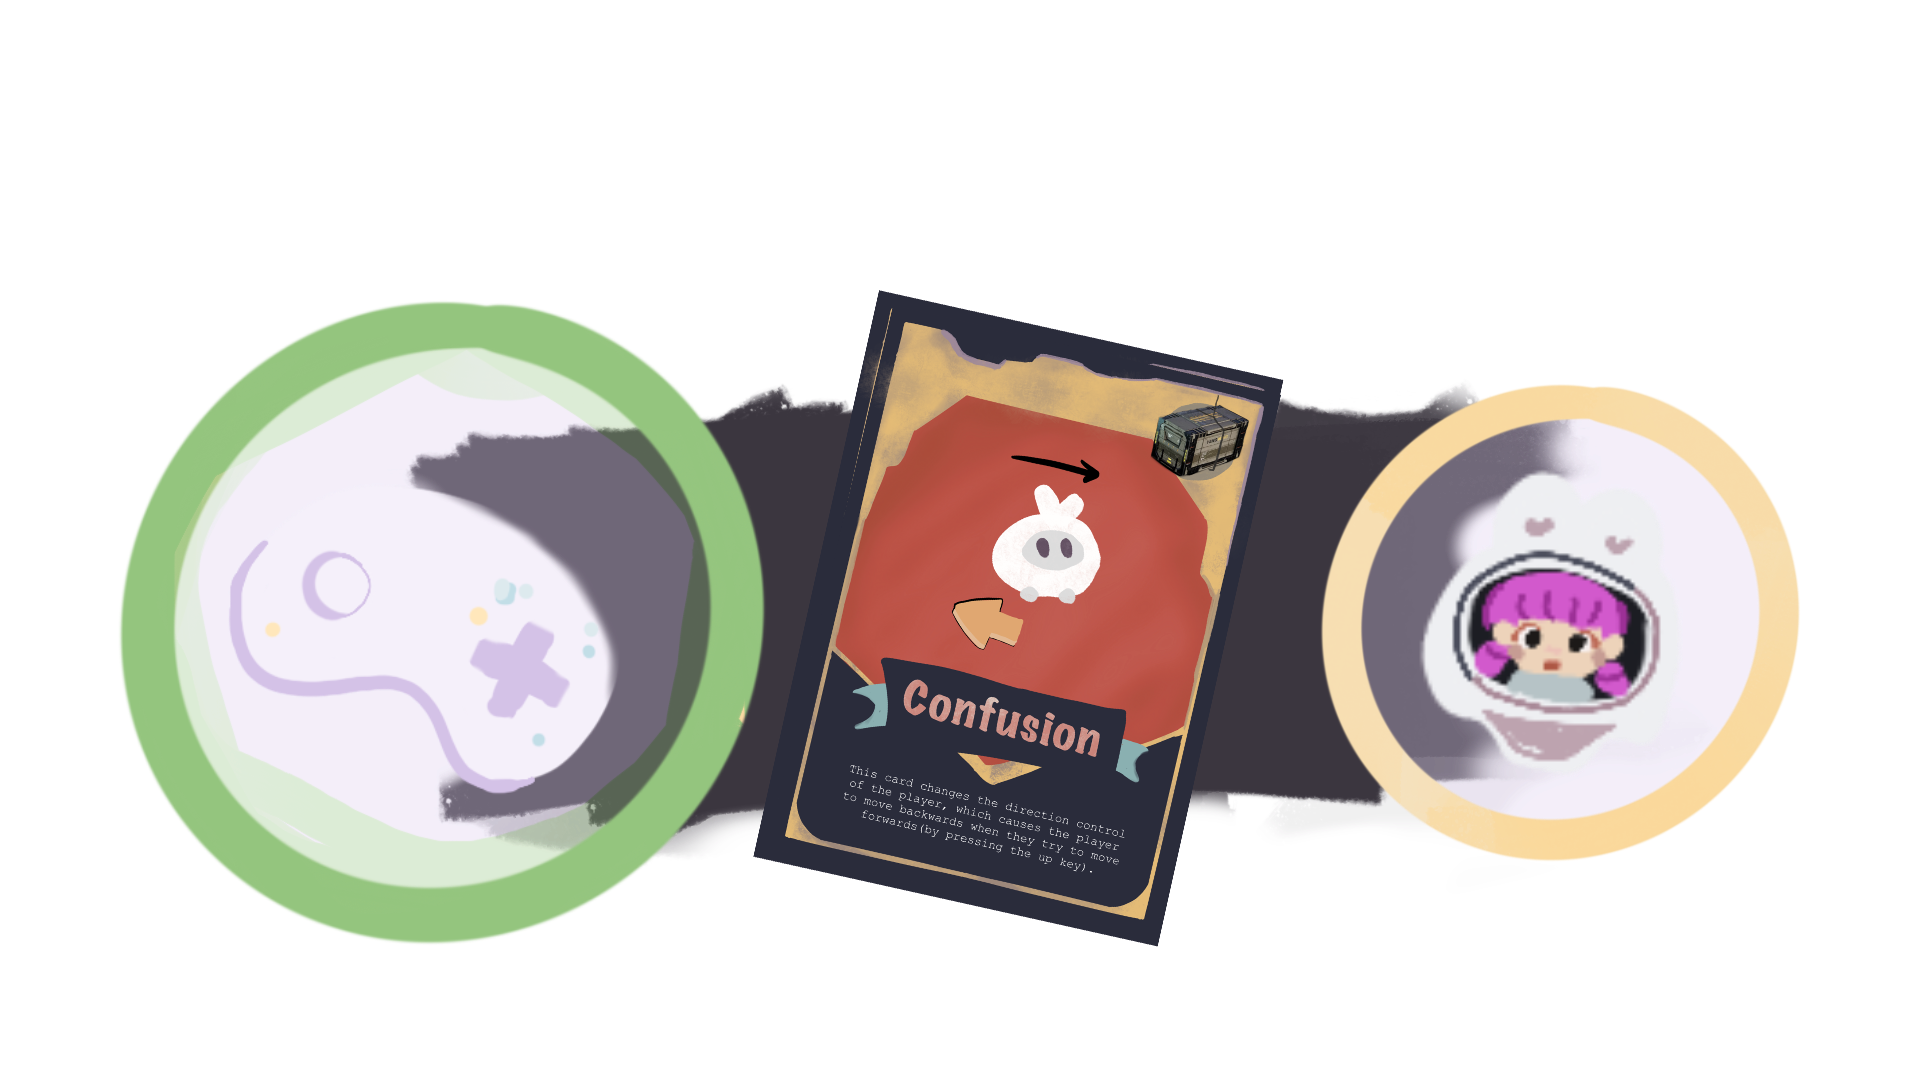 Confusion
This card changes the direction control
of the player, which causes the player
to move backwards when they try to move
forwards(by pressing the up key).